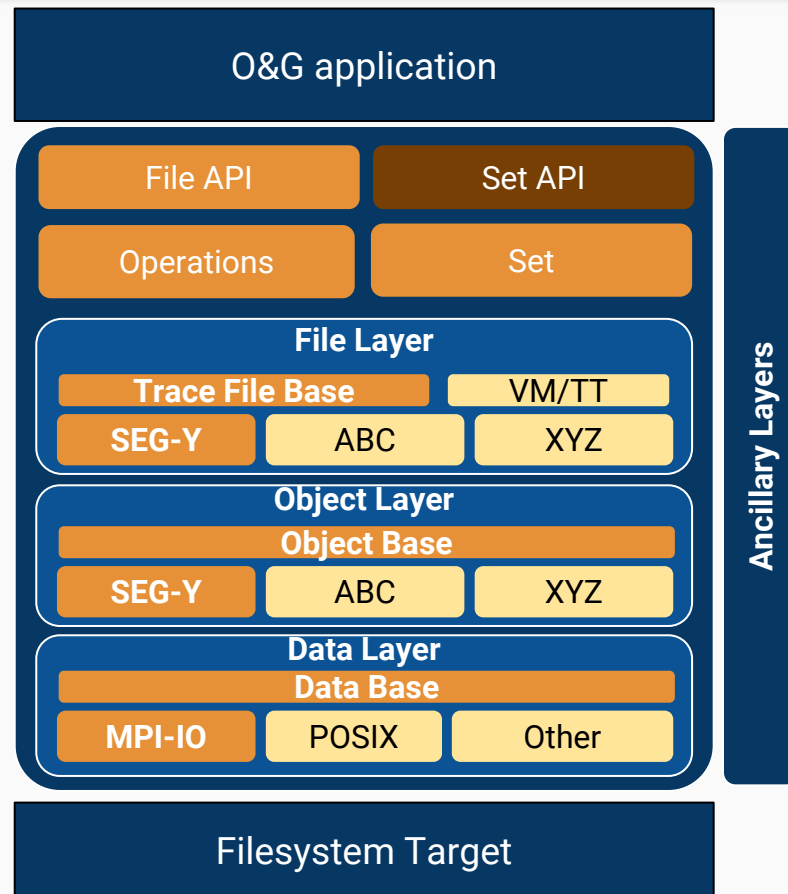 O&G application
File API
Set API
Operations
Set
File Layer
Trace File Base
VM/TT
SEG-Y
ABC
XYZ
Object Layer
Object Base
SEG-Y
ABC
XYZ
Data Layer
Data Base
MPI-IO
POSIX
Other
Filesystem Target
Ancillary Layers